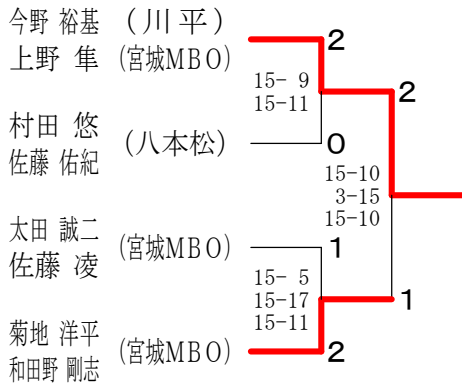 今野 裕基 (川平)
上野 隼 (宮城MBO)
2
15- 9
15-11
2
村田 悠
佐藤 佑紀
(八本松)
0
15-10
3-15
15-10
太田 誠二
佐藤 凌
(宮城MBO)
1
15- 5
15-17
15-11
1
菊地 洋平
和田野 剛志
(宮城MBO)
2